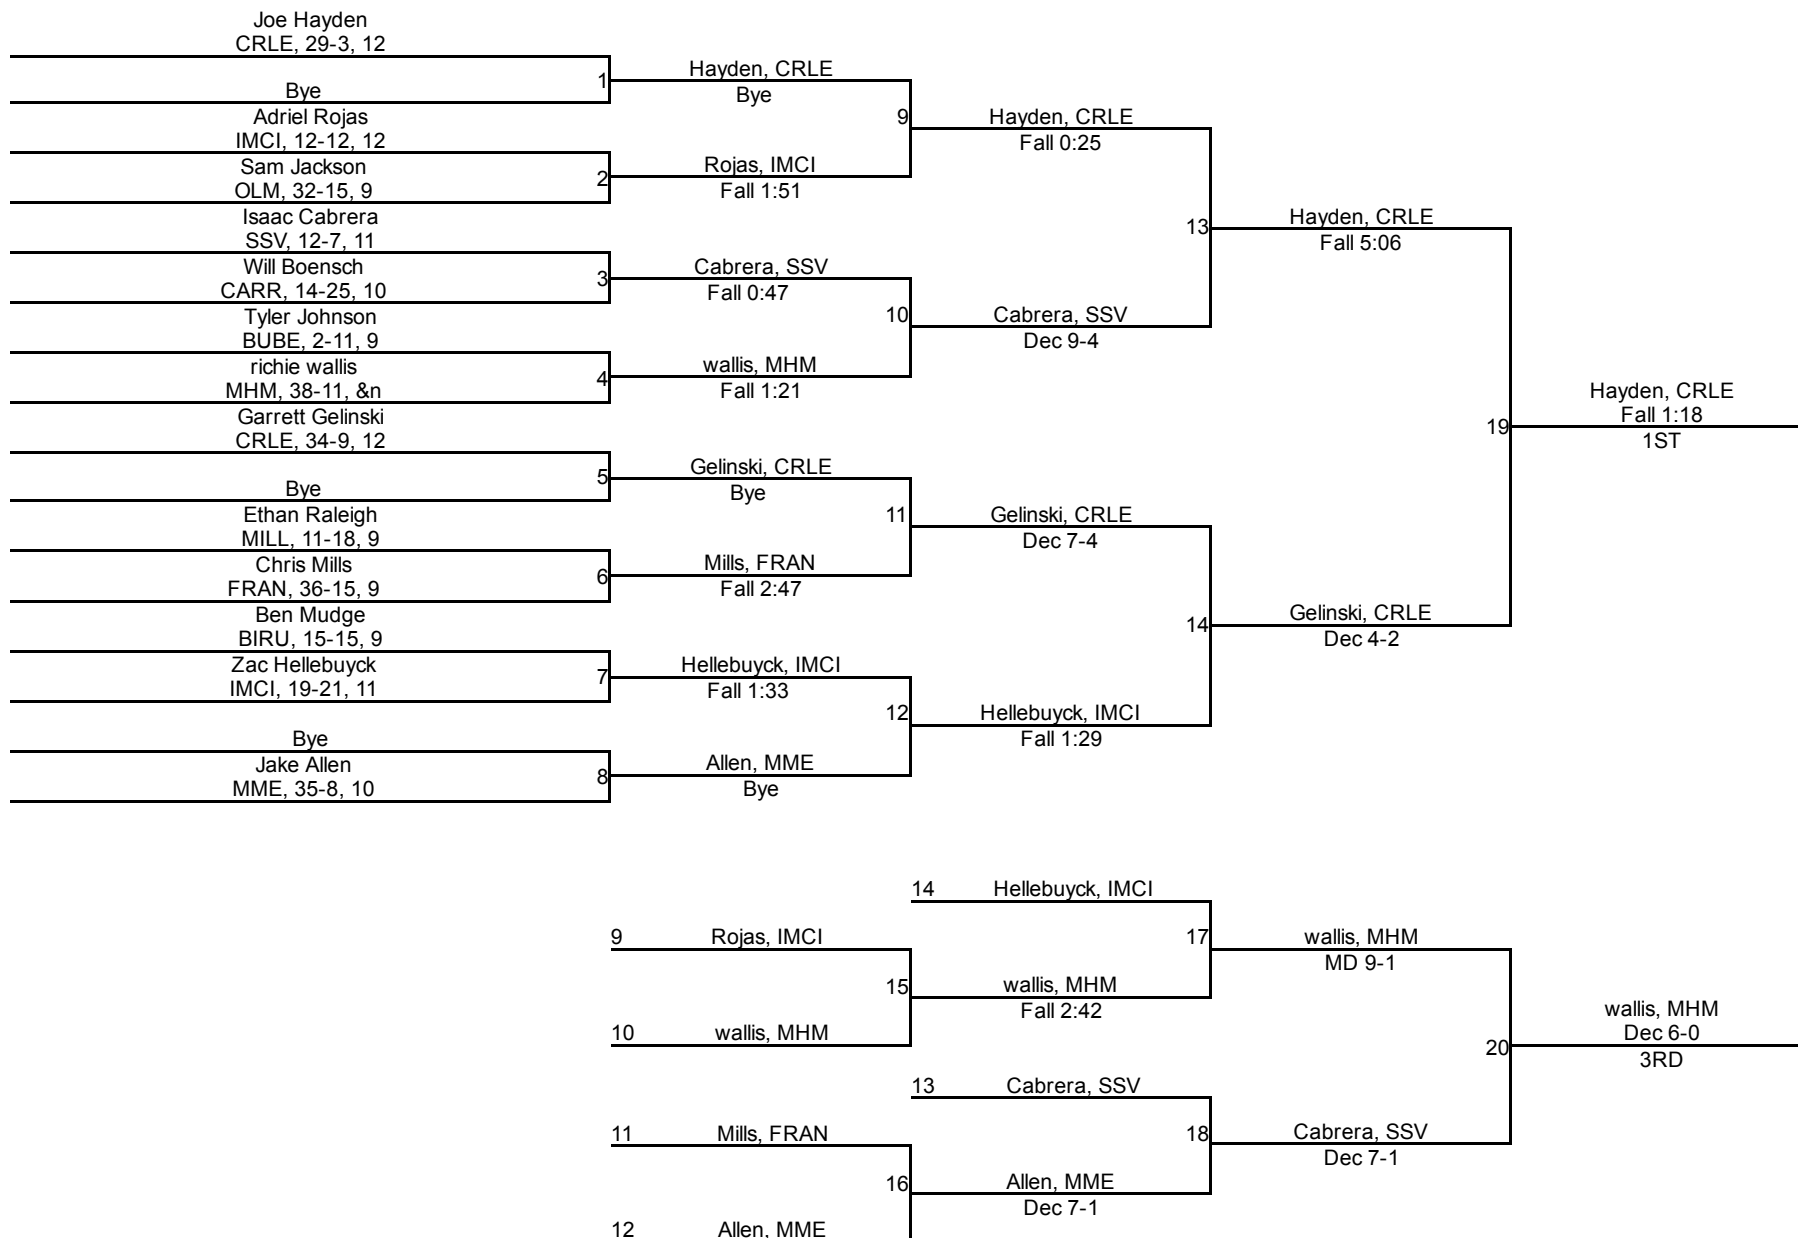 Joe Hayden
CRLE, 29-3, 12
Bye
1
Adriel Rojas
IMCI, 12-12, 12
Sam Jackson
OLM, 32-15, 9
2
Isaac Cabrera
SSV, 12-7, 11
Will Boensch
CARR, 14-25, 10
3
Tyler Johnson
BUBE, 2-11, 9
richie wallis
MHM, 38-11, &n
4
Garrett Gelinski
CRLE, 34-9, 12
Bye
5
Ethan Raleigh
MILL, 11-18, 9
Chris Mills
FRAN, 36-15, 9
6
Ben Mudge
BIRU, 15-15, 9
Zac Hellebuyck
IMCI, 19-21, 11
7
Bye
Jake Allen
MME, 35-8, 10
8
Hayden, CRLE
Bye
9
Rojas, IMCI
Fall 1:51
Cabrera, SSV
Fall 0:47
10
wallis, MHM
Fall 1:21
Gelinski, CRLE
Bye
11
Mills, FRAN
Fall 2:47
Hellebuyck, IMCI
Fall 1:33
12
Allen, MME
Bye
Hayden, CRLE
Fall 0:25
13
Cabrera, SSV
Dec 9-4
Gelinski, CRLE
Dec 7-4
14
Hellebuyck, IMCI
Fall 1:29
Hayden, CRLE
Fall 5:06
19
Gelinski, CRLE
Dec 4-2
Hayden, CRLE
Fall 1:18
1ST
14 Hellebuyck, IMCI
9 Rojas, IMCI
17
15
wallis, MHM
Fall 2:42
10 wallis, MHM
13 Cabrera, SSV
11 Mills, FRAN
18
16
Allen, MME
Dec 7-1
12 Allen, MME
wallis, MHM
MD 9-1
20
Cabrera, SSV
Dec 7-1
wallis, MHM
Dec 6-0
3RD